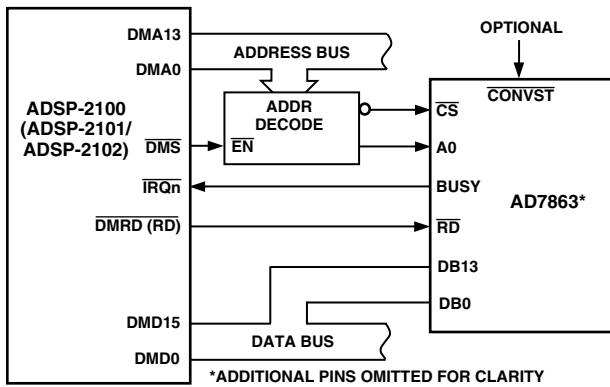 DMA13
ADDRESS BUS
DMA0
OPTIONAL
ADSP-2100
(ADSP-2101/
ADSP-2102)
ADDR
DECODE
EN
DMS
IRQn
DMRD (RD)
DMD15
DMD0
DATA BUS
CONVST
CS
A0
BUSY
AD7863*
RD
DB13
DB0
*ADDITIONAL PINS OMITTED FOR CLARITY